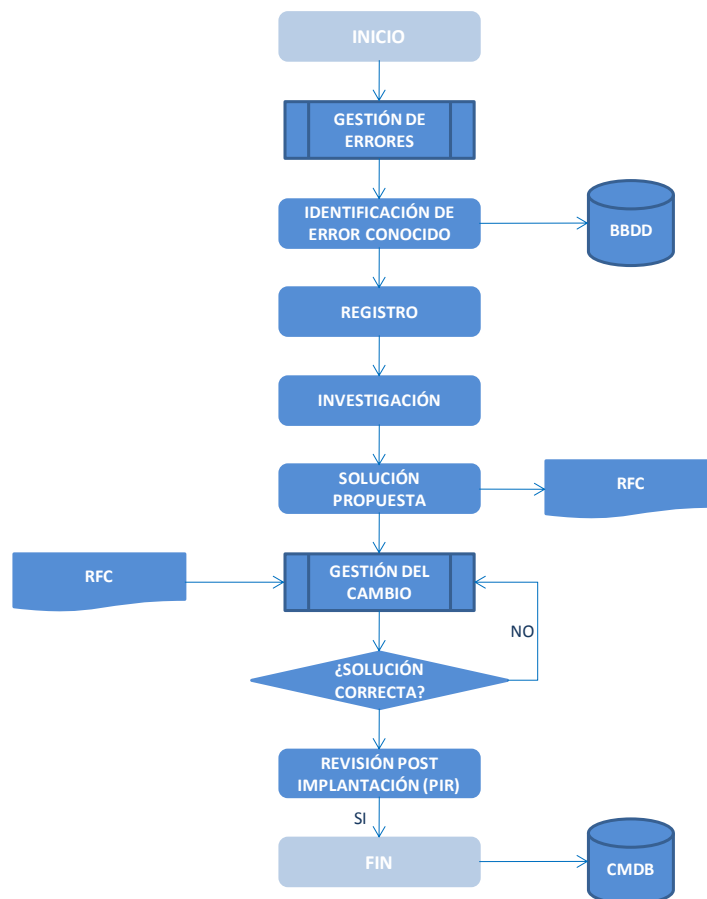 INICIO
GESTIÓN DE
ERRORES
IDENTIFICACIÓN DE
ERROR CONOCIDO
BBDD
REGISTRO
INVESTIGACIÓN
SOLUCIÓN
PROPUESTA
RFC
RFC
GESTIÓN DEL
CAMBIO
NO
¿SOLUCIÓN
CORRECTA?
REVISIÓN POST
IMPLANTACIÓN (PIR)
SI
FIN
CMDB